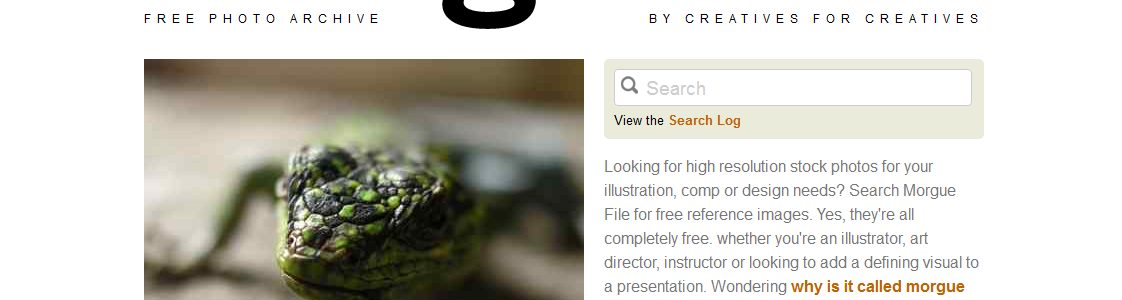 FREE PHOTO ARCHIVE
BY CREATIVES FOR CREATIVES
Search
View the Search Log
Looking for high resolution stock photos for your
illustration, comp or design needs? Search Morgue
File for free reference images. Yes, they're all
completely free. whether you're an illustrator, art
director, instructor or looking to add a defining visual to
a presentation. Wondering why is it called morgue